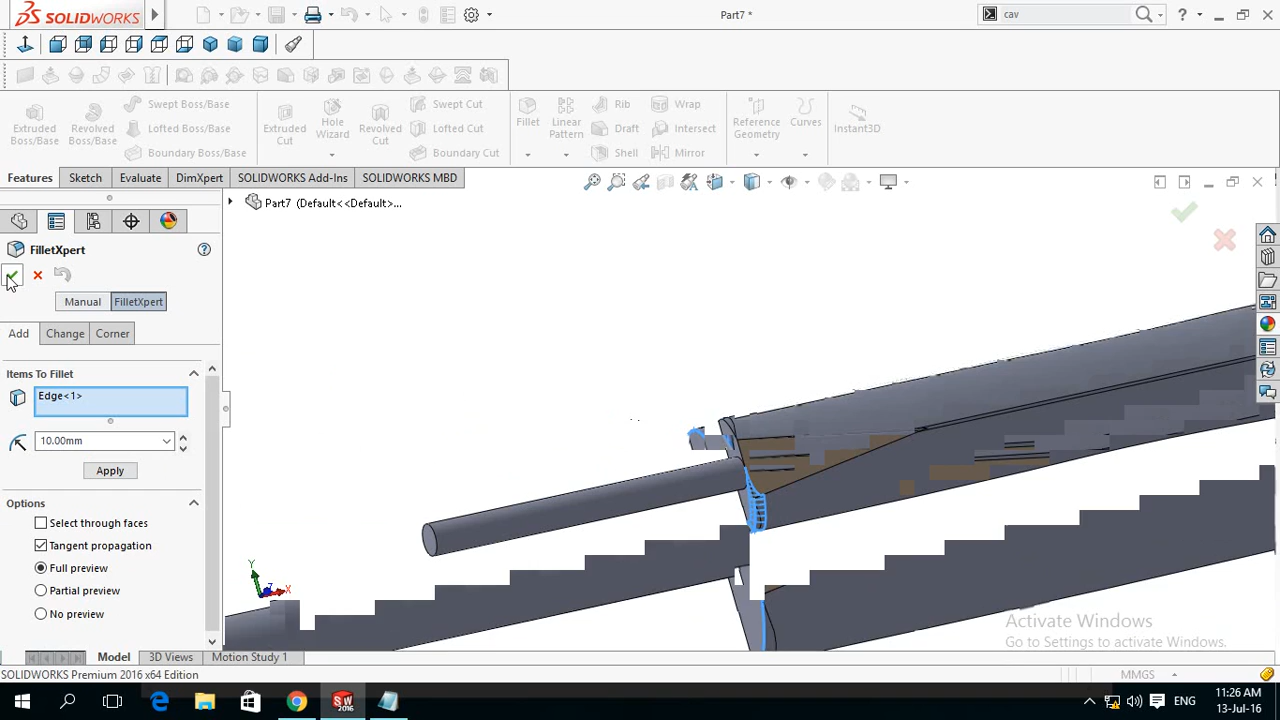 SOLIDWORKS
Part7 *
cav
Extruded Boss/Base
Revolved Boss/Base
Swept Boss/Base
Lofted Boss/Base
Boundary Boss/Base
Extruded Cut
Hole Wizard
Revolved Cut
Swept Cut
Lofted Cut
Boundary Cut
Fillet
Linear Pattern
Rib
Draft
Shell
Wrap
Intersect
Mirror
Reference Geometry
Curves
Instant3D
Features Sketch Evaluate DimXpert SOLIDWORKS Add-Ins SOLIDWORKS MBD
Part7 (Default<<Default>...
FilletXpert
Manual FilletXpert
Add Change Corner
Items To Fillet
Edge<1>
10.00mm
Apply
Options
Select through faces
Tangent propagation
Full preview
Partial preview
No preview
Y
Z
X
Activate Windows
Go to Settings to activate Windows.
Model 3D Views Motion Study 1
SOLIDWORKS Premium 2016 x64 Edition
MMGS
SW
2016
ENG
11:26 AM
13-Jul-16